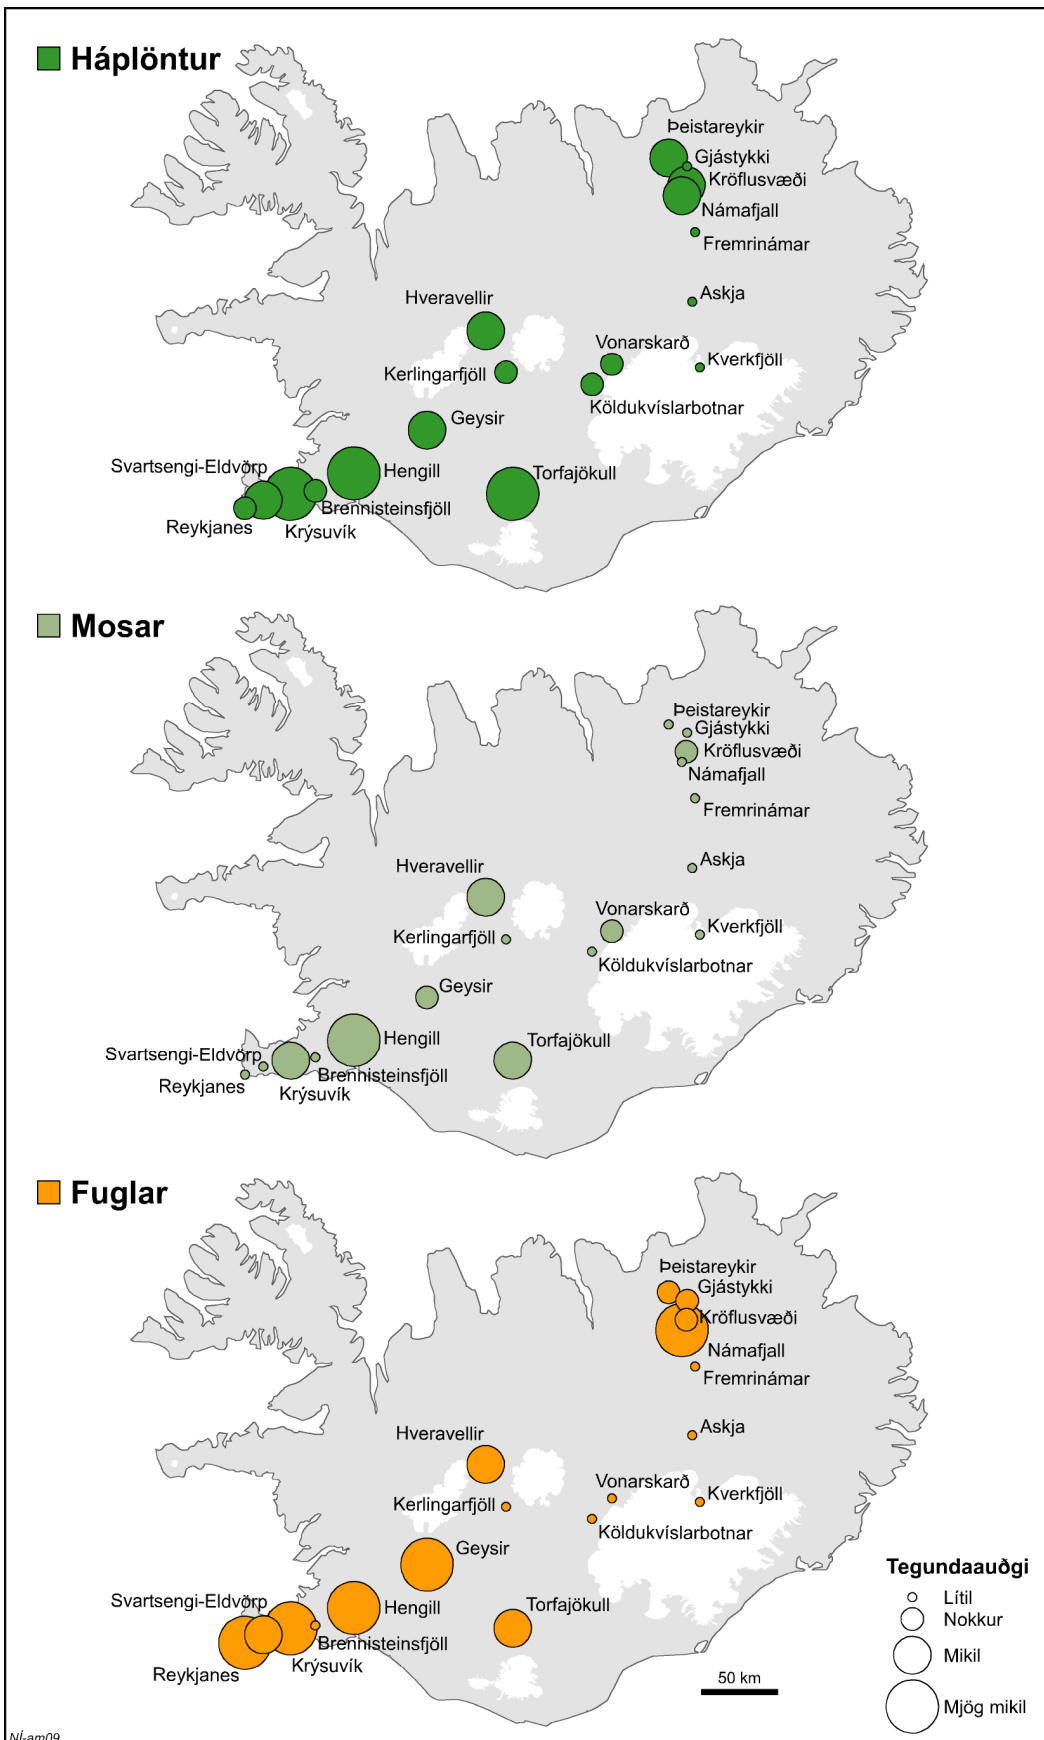 Háplöntur
Þeistareykir
Gjástykki
Kröflusvæði
Námafjall
Fremrinámar
Askja
Hveravellir
Vonarskarð
Kverkfjöll
Kerlingarfjöll
Köldukvíslarbotnar
Geysir
Svartsengi-Eldvörp
Hengill
Torfajökull
Brennisteinsfjöll
Reykjanes
Krýsuvík
Mosar
Þeistareykir
Gjástykki
Kröflusvæði
Námafjall
Fremrinámar
Askja
Hveravellir
Vonarskarð
Kverkfjöll
Kerlingarfjöll
Köldukvíslarbotnar
Geysir
Hengill
Torfajökull
Svartsengi-Eldvörp
Brennisteinsfjöll
Reykjanes
Krýsuvík
Fuglar
Þeistareykir
Gjástykki
Kröflusvæði
Námafjall
Fremrinámar
Askja
Hveravellir
Vonarskarð
Kverkfjöll
Kerlingarfjöll
Köldukvíslarbotnar
Geysir
Svartsengi-Eldvörp
Hengill
Torfajökull
Brennisteinsfjöll
Krýsuvík
Reykjanes
Tegundaauðgi
Lítil
Nokkur
Mikil
Mjög mikil
50 km
NÍ-am09